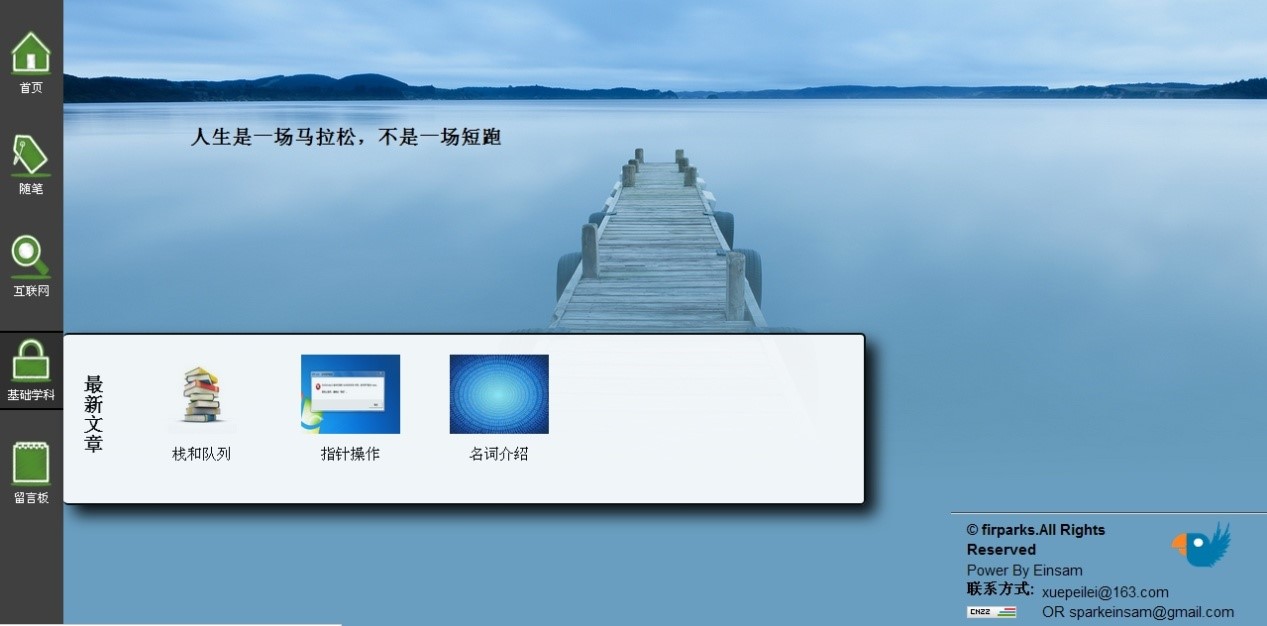 首页
随笔
互联网
基础学科
留言板
人生是一场马拉松，不是一场短跑
最新文章
栈和队列
指针操作
名词介绍
© firparks.All Rights
Reserved
Power By Einsam
联系方式: xuepeilei@163.com
CNZZ OR sparkeinsam@gmail.com